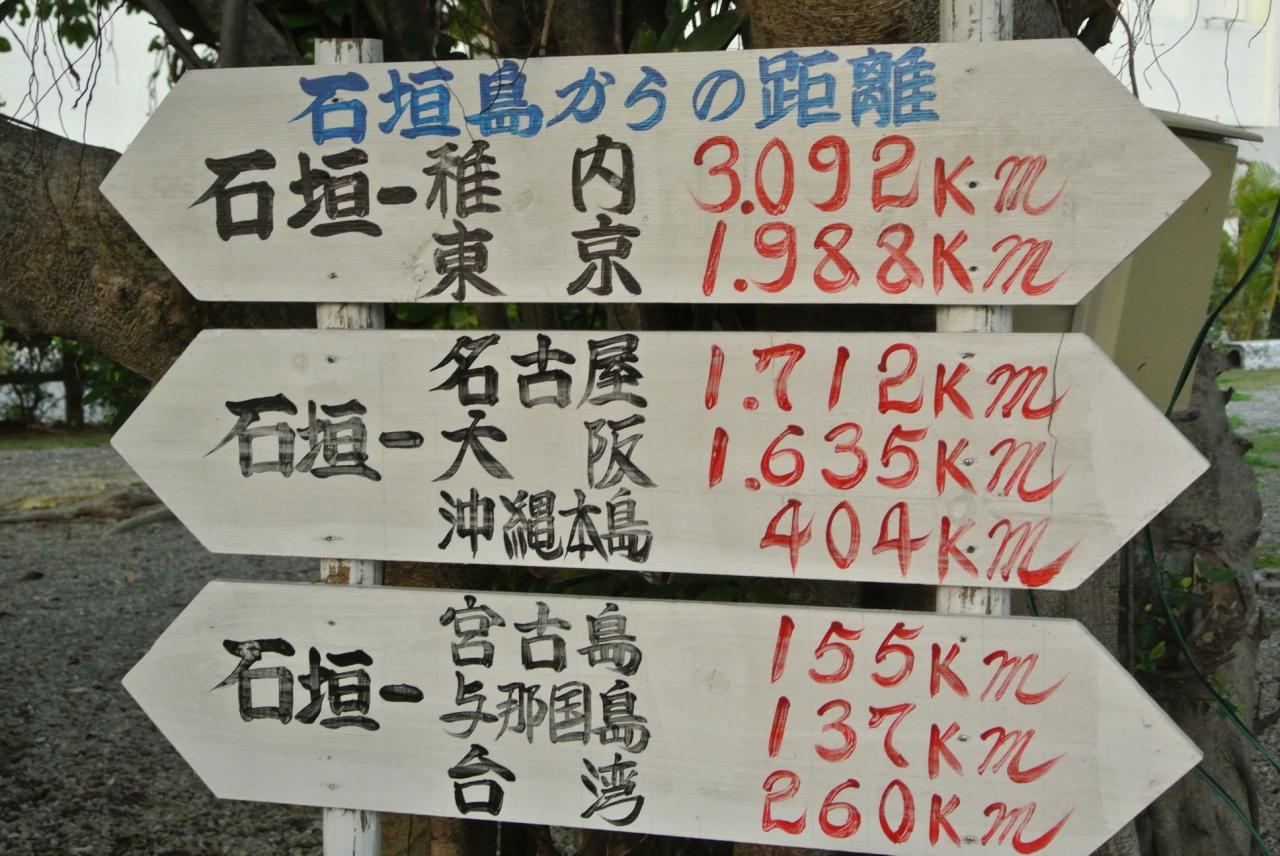 石垣島からの距離
石垣ー稚内 3.092Km
東京 1.988Km
名古屋 1.712Km
石垣ー大阪 1.635Km
沖縄本島 404Km
宮古島 155Km
石垣ー与那国島 137Km
台湾 260Km